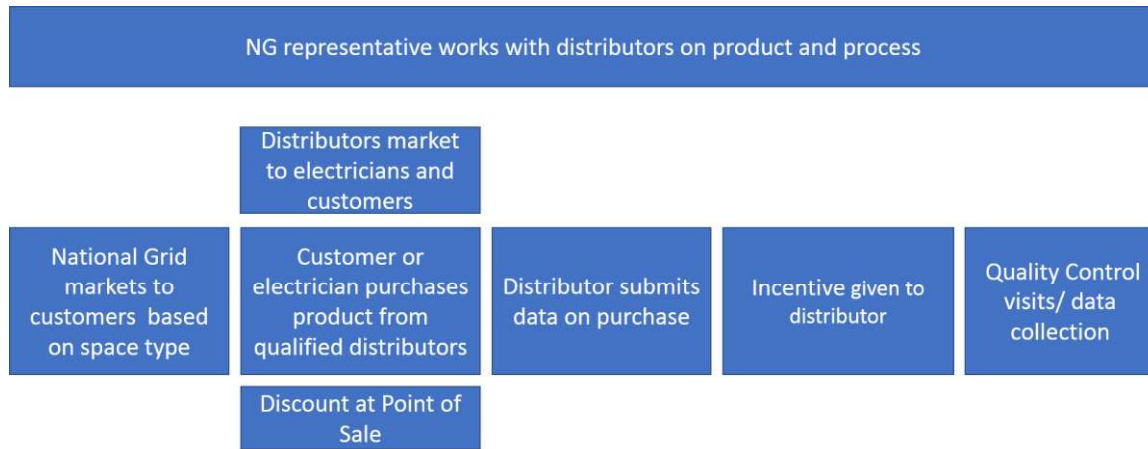 NG representative works with distributors on product and process
Distributors market
to electricians and
customers
National Grid
markets to
customers based
on space type
Customer or
electrician purchases
product from
qualified distributors
Distributor submits
data on purchase
Incentive given to
distributor
Quality Control
visits/ data
collection
Discount at Point of
Sale